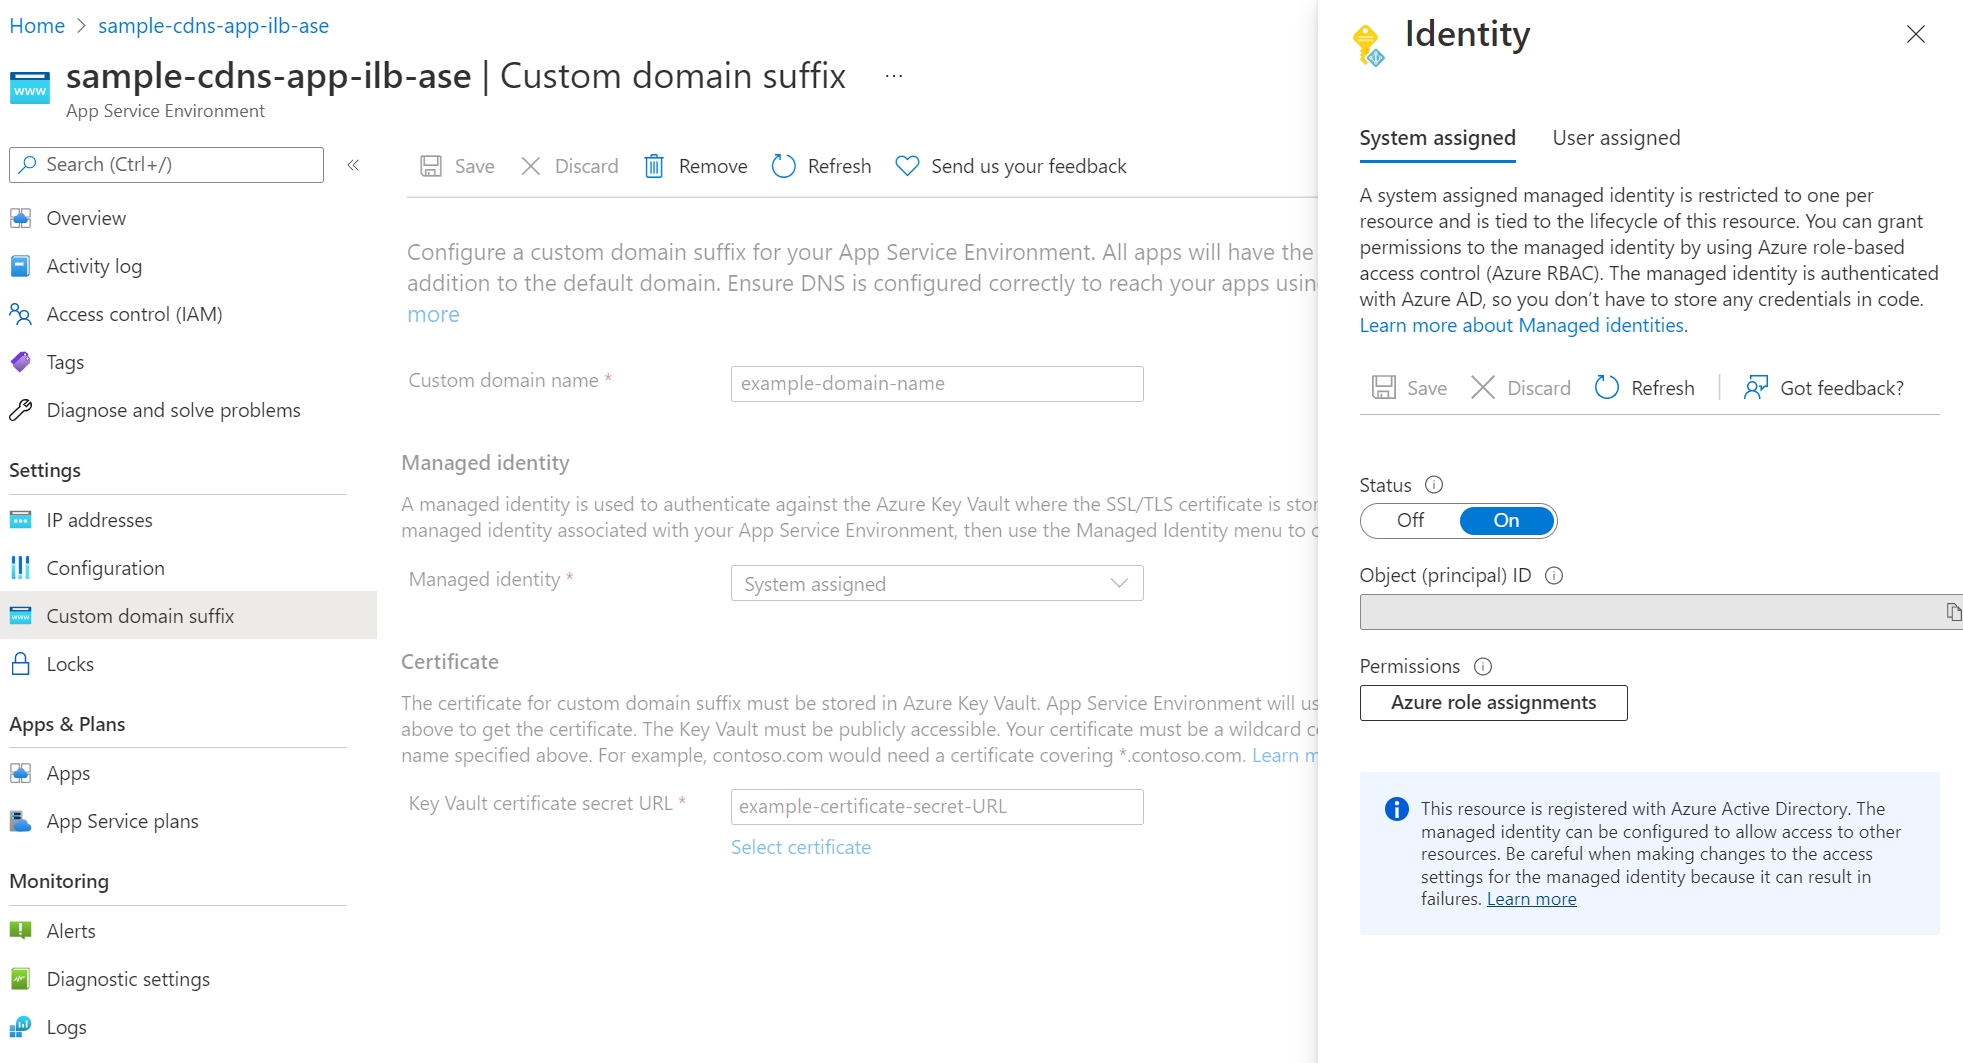 Home > sample-cdns-app-ilb-ase
www
sample-cdns-app-ilb-ase | Custom domain suffix ...
App Service Environment
Search (Ctrl+/)
«
Overview
Activity log
Access control (IAM)
Tags
Diagnose and solve problems
Settings
IP addresses
Configuration
www
Custom domain suffix
Locks
Apps & Plans
Apps
App Service plans
Monitoring
Alerts
Diagnostic settings
Logs
Save Discard Remove Refresh Send us your feedback
Configure a custom domain suffix for your App Service Environment. All apps will have the
addition to the default domain. Ensure DNS is configured correctly to reach your apps usin
more
Custom domain name *
example-domain-name
Managed identity
A managed identity is used to authenticate against the Azure Key Vault where the SSL/TLS certificate is stor
managed identity associated with your App Service Environment, then use the Managed Identity menu to c
Managed identity *
System assigned
Certificate
The certificate for custom domain suffix must be stored in Azure Key Vault. App Service Environment will us
above to get the certificate. The Key Vault must be publicly accessible. Your certificate must be a wildcard c
name specified above. For example, contoso.com would need a certificate covering *.contoso.com. Learn m
Key Vault certificate secret URL *
example-certificate-secret-URL
Select certificate
Identity
System assigned User assigned
A system assigned managed identity is restricted to one per
resource and is tied to the lifecycle of this resource. You can grant
permissions to the managed identity by using Azure role-based
access control (Azure RBAC). The managed identity is authenticated
with Azure AD, so you don’t have to store any credentials in code.
Learn more about Managed identities.
Save Discard Refresh Got feedback?
Status
Off On
Object (principal) ID
Permissions
Azure role assignments
This resource is registered with Azure Active Directory. The
managed identity can be configured to allow access to other
resources. Be careful when making changes to the access
settings for the managed identity because it can result in
failures. Learn more